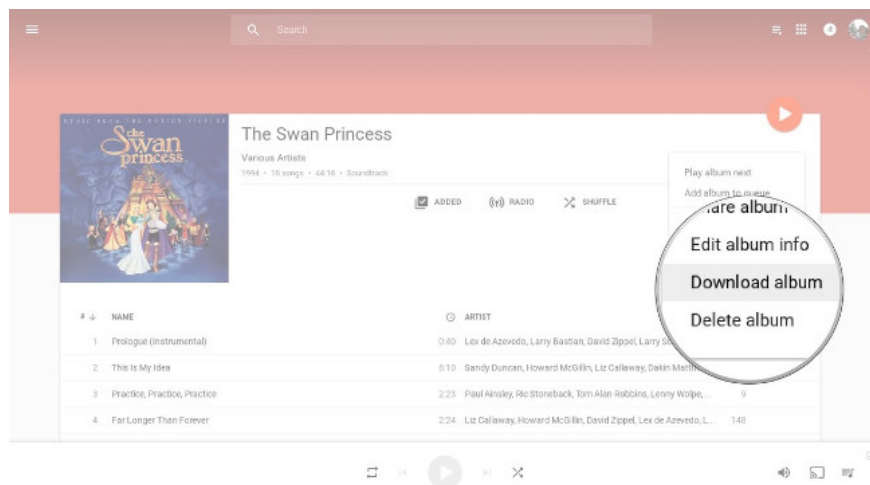 Search
4
MUSIC FROM THE MOTION PICTURE
the
Swan
princess
The Swan Princess
Various Artists
1994 • 16 songs • 44:16 • Soundtrack
ADDED
RADIO
SHUFFLE
Play album next
Add album to queue
album
Edit album info
Download album
Delete album
# NAME ARTIST
1 Prologue (Instrumental) 0:40 Lex de Azevedo, Larry Bastian, David Zippel, Larry
2 This Is My Idea 6:10 Sandy Duncan, Howard McGillin, Liz Callaway, Dakin
3 Practice, Practice, Practice 2:23 Paul Ainsley, Ric Stoneback, Tom Alan Robbins, Lenny Wolpe, ... 9
4 Far Longer Than Forever 2:24 Liz Callaway, Howard McGillin, David Zippel, Lex de Azevedo, L... 148